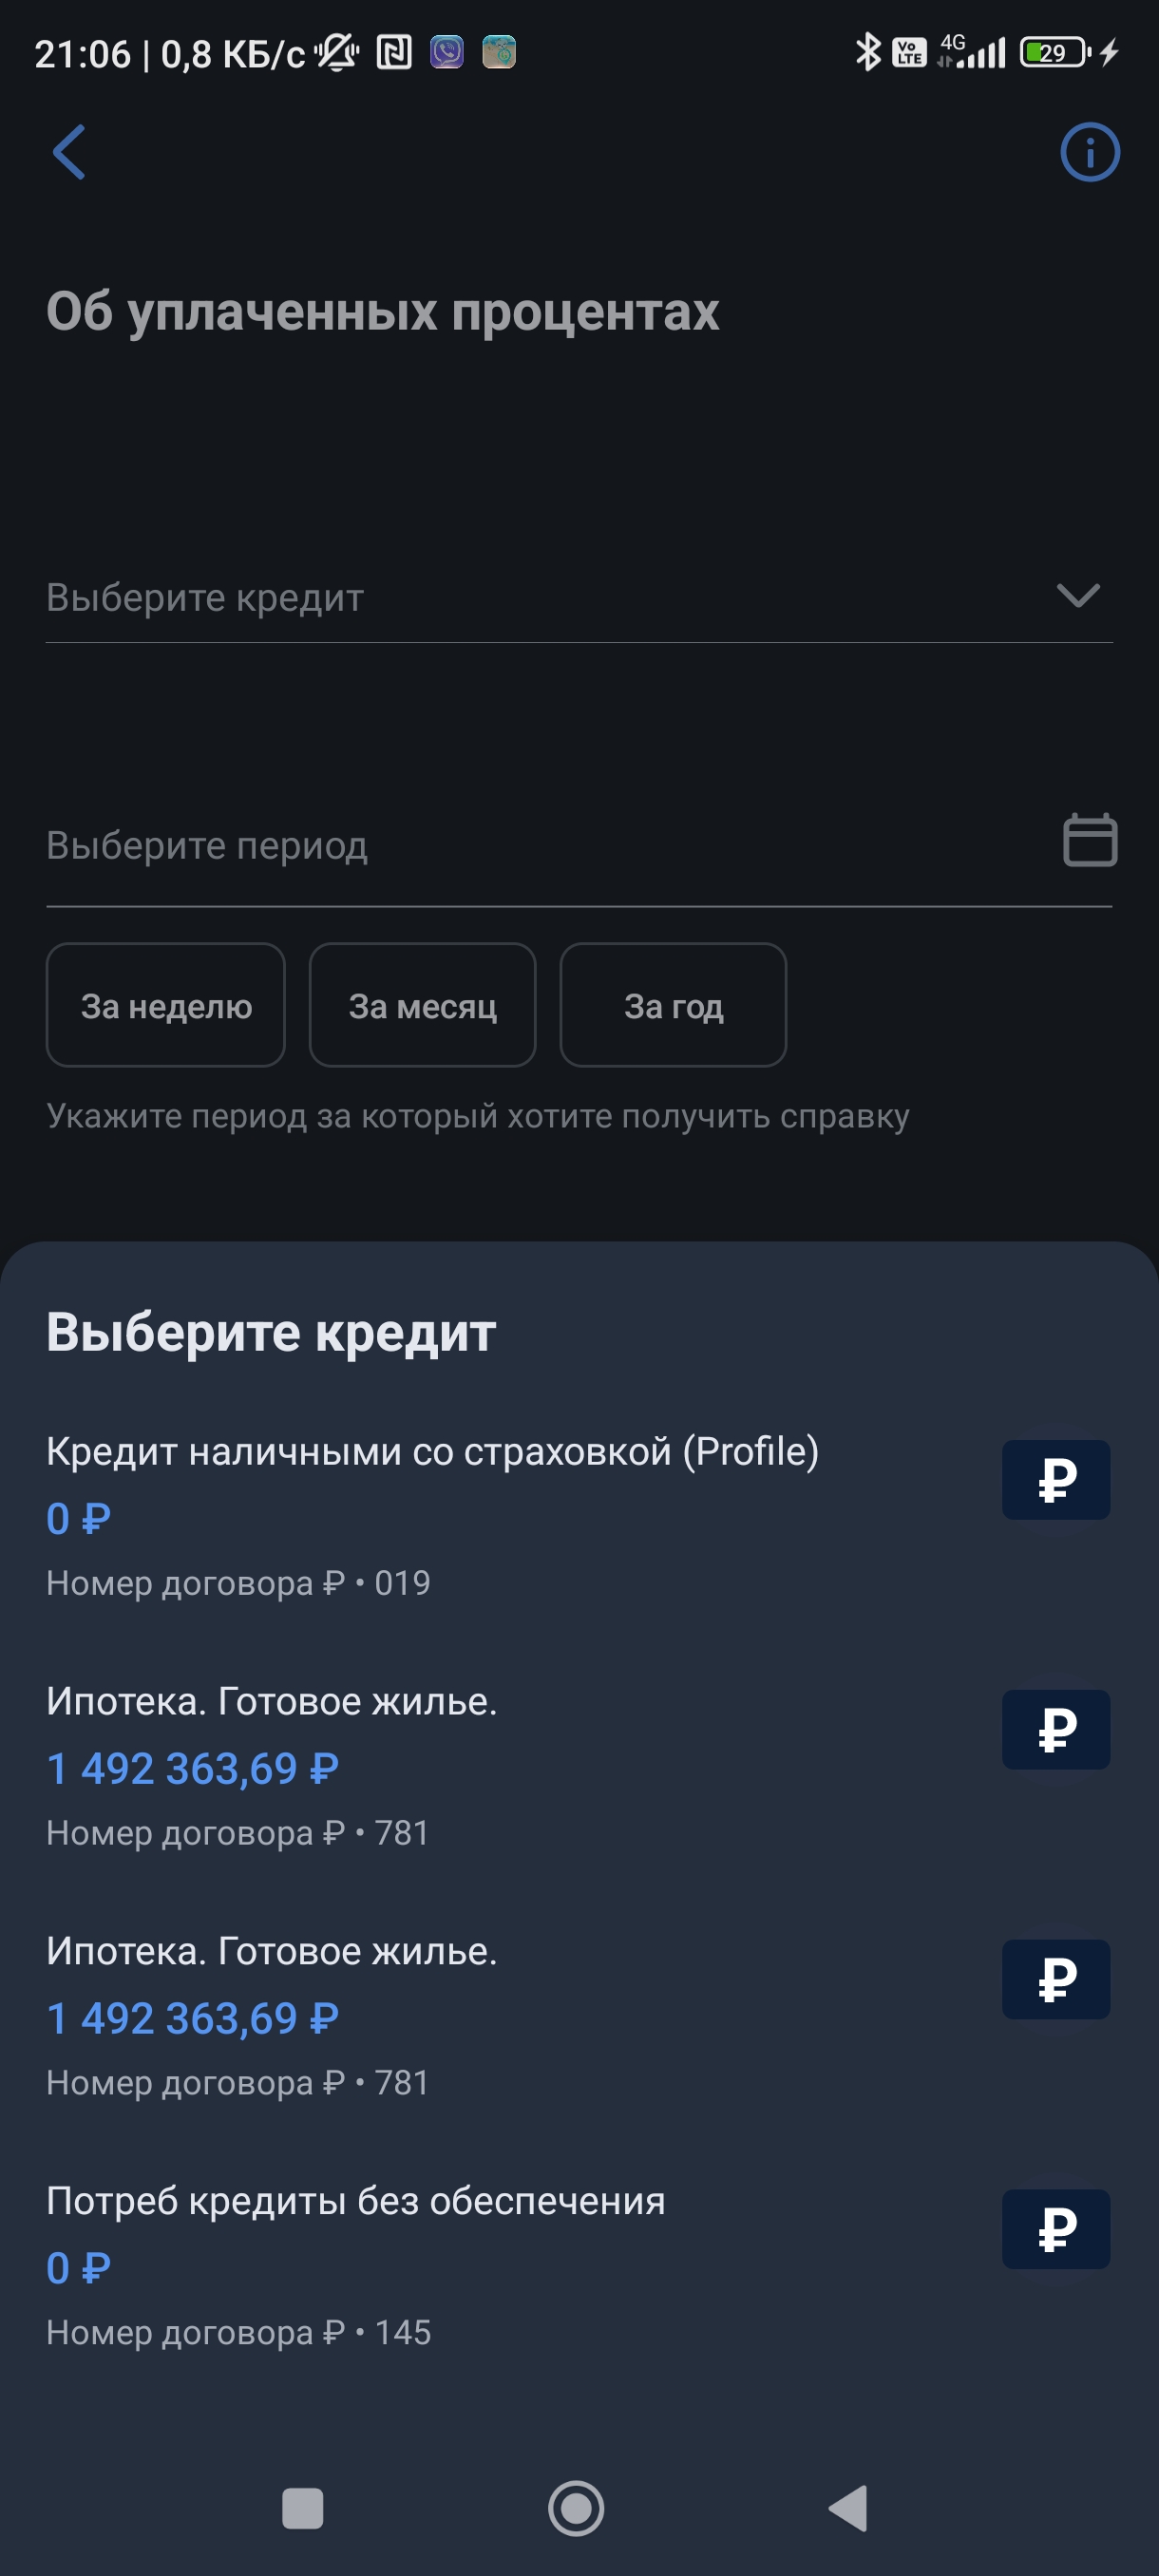 21:06 | 0,8 КБ/с
Vo LTE 4G 29
Об уплаченных процентах
Выберите кредит
Выберите период
За неделю За месяц За год
Укажите период за который хотите получить справку
Выберите кредит
Кредит наличными со страховкой (Profile)
0 ₽
₽
Номер договора ₽ • 019
Ипотека. Готовое жилье.
1 492 363,69 ₽
₽
Номер договора ₽ • 781
Ипотека. Готовое жилье.
1 492 363,69 ₽
₽
Номер договора ₽ • 781
Потреб кредиты без обеспечения
0 ₽
₽
Номер договора ₽ • 145